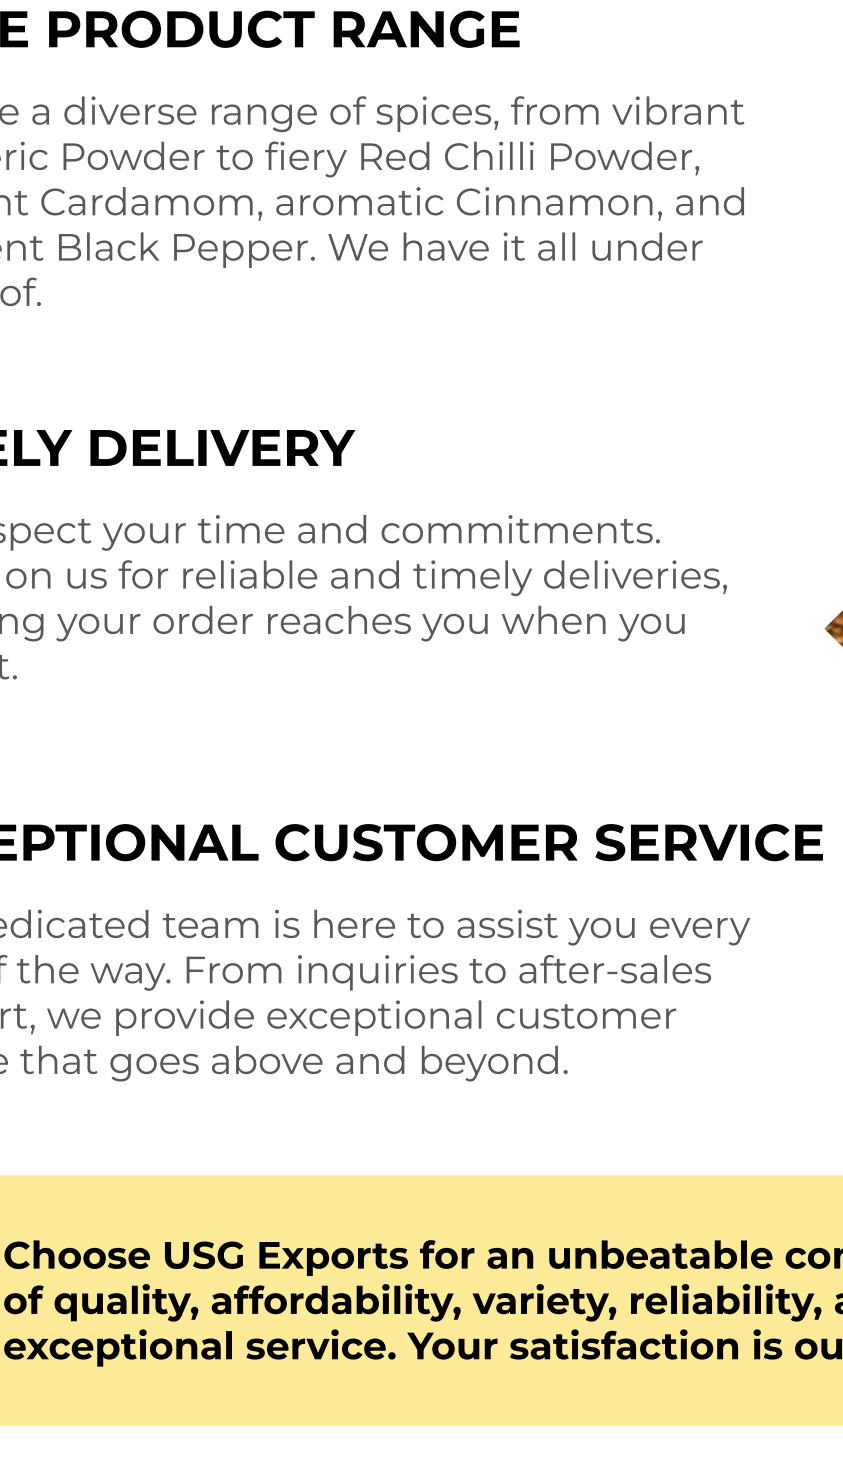 E PRODUCT RANGE
e a diverse range of spices, from vibrant
ric Powder to fiery Red Chilli Powder,
nt Cardamom, aromatic Cinnamon, and
ent Black Pepper. We have it all under
of.
ELY DELIVERY
spect your time and commitments.
on us for reliable and timely deliveries,
ng your order reaches you when you
t.
EPTIONAL CUSTOMER SERVICE
edicated team is here to assist you every
f the way. From inquiries to after-sales
rt, we provide exceptional customer
e that goes above and beyond.
Choose USG Exports for an unbeatable com
of quality, affordability, variety, reliability, a
exceptional service. Your satisfaction is ou